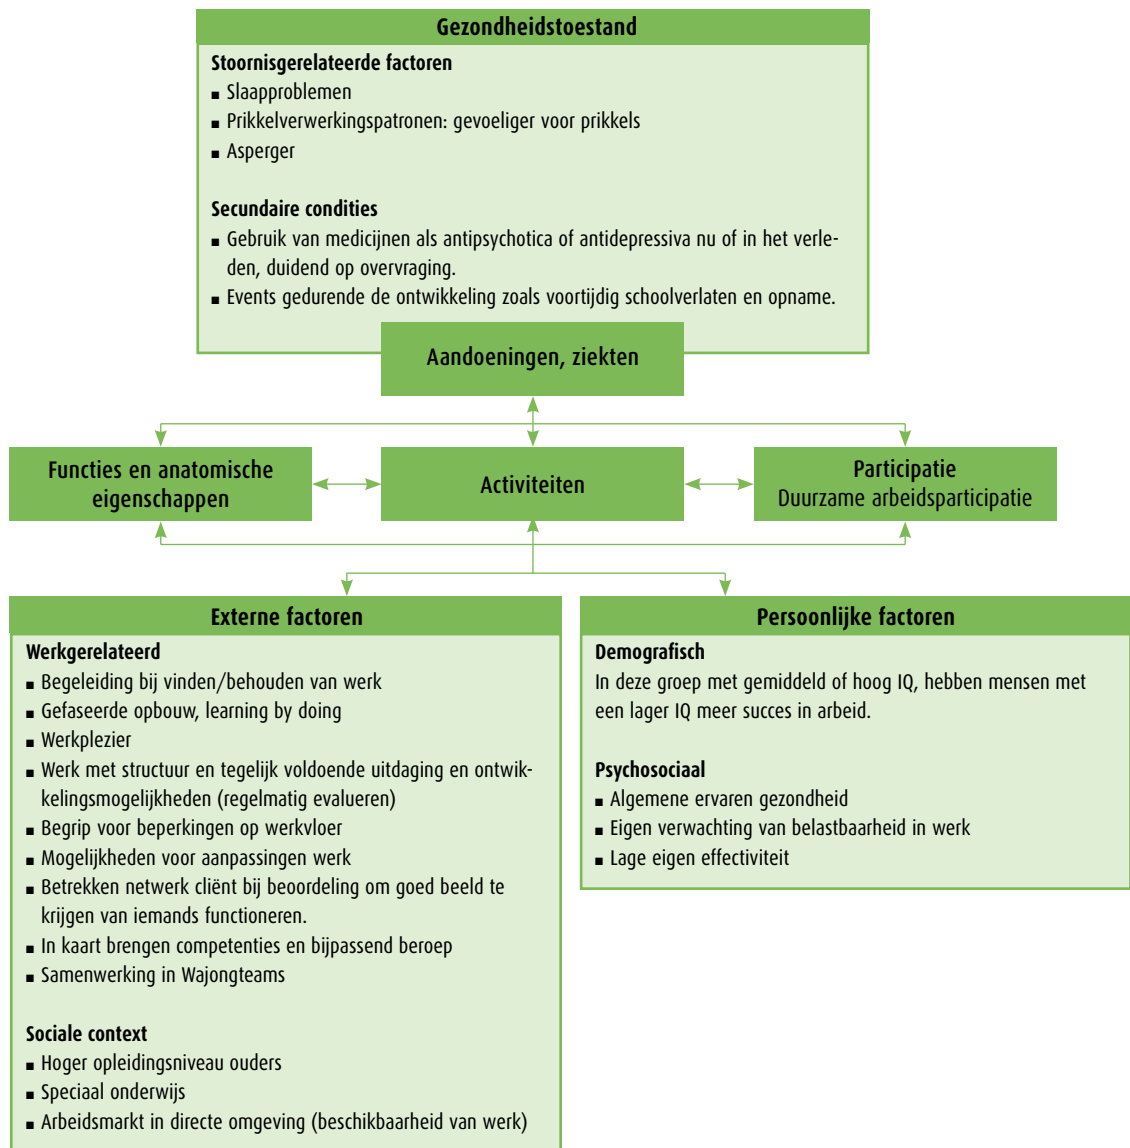 Gezondheidstoestand
Stoornisgerelateerde factoren
■ Slaapproblemen
■ Prikkelverwerkingspatronen: gevoeliger voor prikkels
■ Asperger
Secundaire condities
■ Gebruik van medicijnen als antipsychotica of antidepressiva nu of in het verle-
den, duidend op overvraging.
■ Events gedurende de ontwikkeling zoals voortijdig schoolverlaten en opname.
Aandoeningen, ziekten
Functies en anatomische
eigenschappen
Activiteiten
Participatie
Duurzame arbeidsparticipatie
Externe factoren
Werkgerelateerd
■ Begeleiding bij vinden/behouden van werk
■ Gefaseerde opbouw, learning by doing
■ Werkplezier
■ Werk met structuur en tegelijk voldoende uitdaging en ontwik-
kelingsmogelijkheden (regelmatig evalueren)
■ Begrip voor beperkingen op werkvloer
■ Mogelijkheden voor aanpassingen werk
■ Betrekken netwerk cliënt bij beoordeling om goed beeld te
krijgen van iemands functioneren.
■ In kaart brengen competenties en bijpassend beroep
■ Samenwerking in Wajongteams
Sociale context
■ Hoger opleidingsniveau ouders
■ Speciaal onderwijs
■ Arbeidsmarkt in directe omgeving (beschikbaarheid van werk)
Persoonlijke factoren
Demografisch
In deze groep met gemiddeld of hoog IQ, hebben mensen met
een lager IQ meer succes in arbeid.
Psychosociaal
■ Algemene ervaren gezondheid
■ Eigen verwachting van belastbaarheid in werk
■ Lage eigen effectiviteit